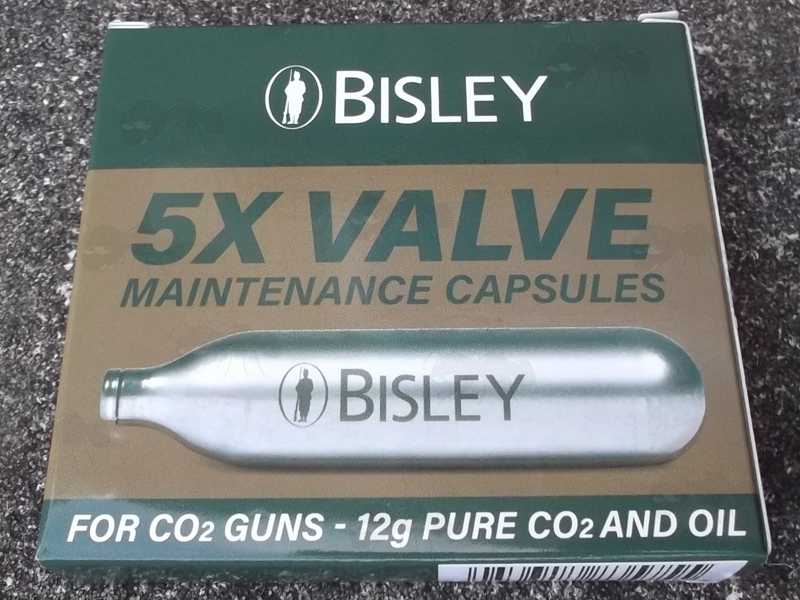 BISLEY
5X VALVE
MAINTENANCE CAPSULES
BISLEY
FOR CO₂ GUNS - 12g PURE CO₂ AND OIL